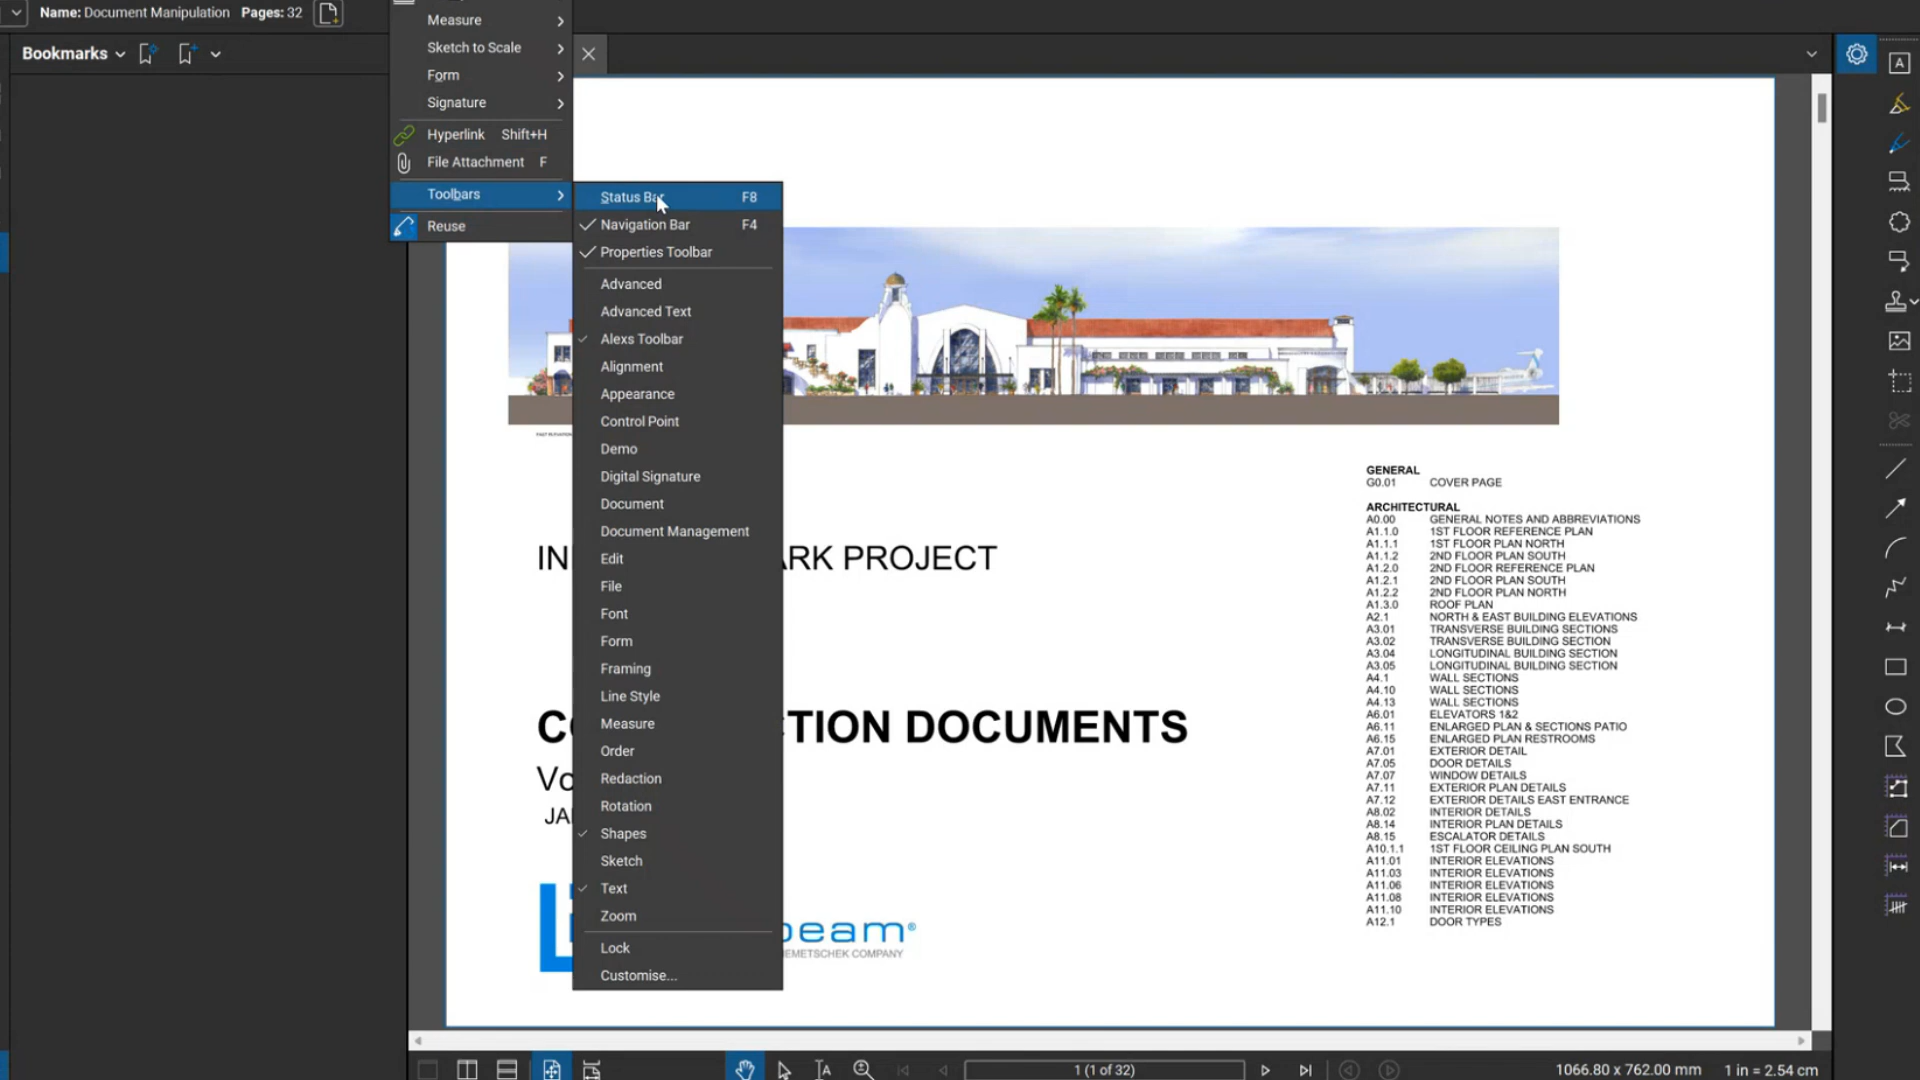 Name: Document Manipulation Pages: 32
Bookmarks
Measure
Sketch to Scale
Form
Signature
Hyperlink Shift+H
File Attachment F
Toolbars
Reuse
Status Bar F8
Navigation Bar F4
Properties Toolbar
Advanced
Advanced Text
Alexs Toolbar
Alignment
Appearance
Control Point
Demo
Digital Signature
Document
Document Management
Edit
File
Font
Form
Framing
Line Style
Measure
Order
Redaction
Rotation
Shapes
Sketch
Text
Zoom
Lock
Customise...
IN
RK PROJECT
TION DOCUMENTS
JA
beam®
EMETSCHEK COMPANY
GENERAL
G0.01 COVER PAGE
ARCHITECTURAL
A0.00 GENERAL NOTES AND ABBREVIATIONS
A1.1.0 1ST FLOOR REFERENCE PLAN
A1.1.1 1ST FLOOR PLAN NORTH
A1.1.2 2ND FLOOR PLAN SOUTH
A1.2.0 2ND FLOOR REFERENCE PLAN
A1.2.1 2ND FLOOR PLAN SOUTH
A1.2.2 2ND FLOOR PLAN NORTH
A1.3.0 ROOF PLAN
A2.1 NORTH & EAST BUILDING ELEVATIONS
A3.01 TRANSVERSE BUILDING SECTIONS
A3.02 TRANSVERSE BUILDING SECTIONS
A3.04 LONGITUDINAL BUILDING SECTION
A3.05 LONGITUDINAL BUILDING SECTION
A4.1 WALL SECTIONS
A4.10 WALL SECTIONS
A4.13 WALL SECTIONS
A6.01 ELEVATORS 1&2
A6.11 ENLARGED PLAN & SECTIONS PATIO
A6.15 ENLARGED PLAN RESTROOMS
A7.01 EXTERIOR DETAIL
A7.05 DOOR DETAILS
A7.07 WINDOW DETAILS
A7.11 EXTERIOR PLAN DETAILS
A7.12 EXTERIOR DETAILS EAST ENTRANCE
A8.02 INTERIOR DETAILS
A8.14 INTERIOR PLAN DETAILS
A8.15 ESCALATOR DETAILS
A10.1.1 1ST FLOOR CEILING PLAN SOUTH
A11.01 INTERIOR ELEVATIONS
A11.03 INTERIOR ELEVATIONS
A11.06 INTERIOR ELEVATIONS
A11.08 INTERIOR ELEVATIONS
A11.10 INTERIOR ELEVATIONS
A12.1 DOOR TYPES
1 (1 of 32)
1066.80 x 762.00 mm 1 in = 2.54 cm